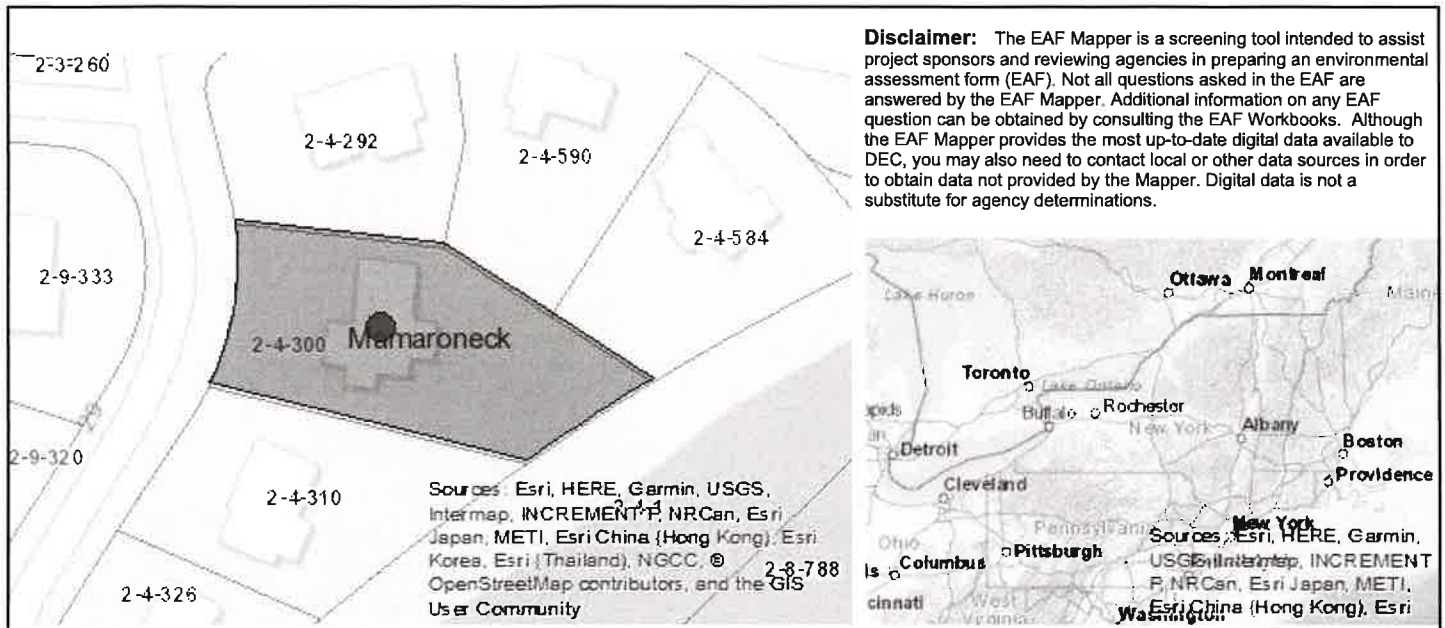 2-3-260
2-4-292
2-4-590
2-4-584
2-9-333
2-4-300
Mamaroneck
2-9-320
2-4-310
2-4-326
2-8-788
Sources: Esri, HERE, Garmin, USGS,
Intermap, INCREMENT P, NRCan, Esri
Japan, METI, Esri China (Hong Kong), Esri
Korea, Esri (Thailand), NGCC, ©
OpenStreetMap contributors, and the GIS
User Community
Disclaimer: The EAF Mapper is a screening tool intended to assist
project sponsors and reviewing agencies in preparing an environmental
assessment form (EAF). Not all questions asked in the EAF are
answered by the EAF Mapper. Additional information on any EAF
question can be obtained by consulting the EAF Workbooks. Although
the EAF Mapper provides the most up-to-date digital data available to
DEC, you may also need to contact local or other data sources in order
to obtain data not provided by the Mapper. Digital data is not a
substitute for agency determinations.
Ottawa
Montreal
Lake Huron
Toronto
Lake Ontario
Buffalo
Rochester
New York
Albany
Detroit
Boston
Providence
Cleveland
Pennsylvania
New York
Ohio
Pittsburgh
Columbus
cinnati
West
Virginia
Washington
Sources: Esri, HERE, Garmin,
USGS, Intermap, INCREMENT
P, NRCan, Esri Japan, METI,
Esri China (Hong Kong), Esri